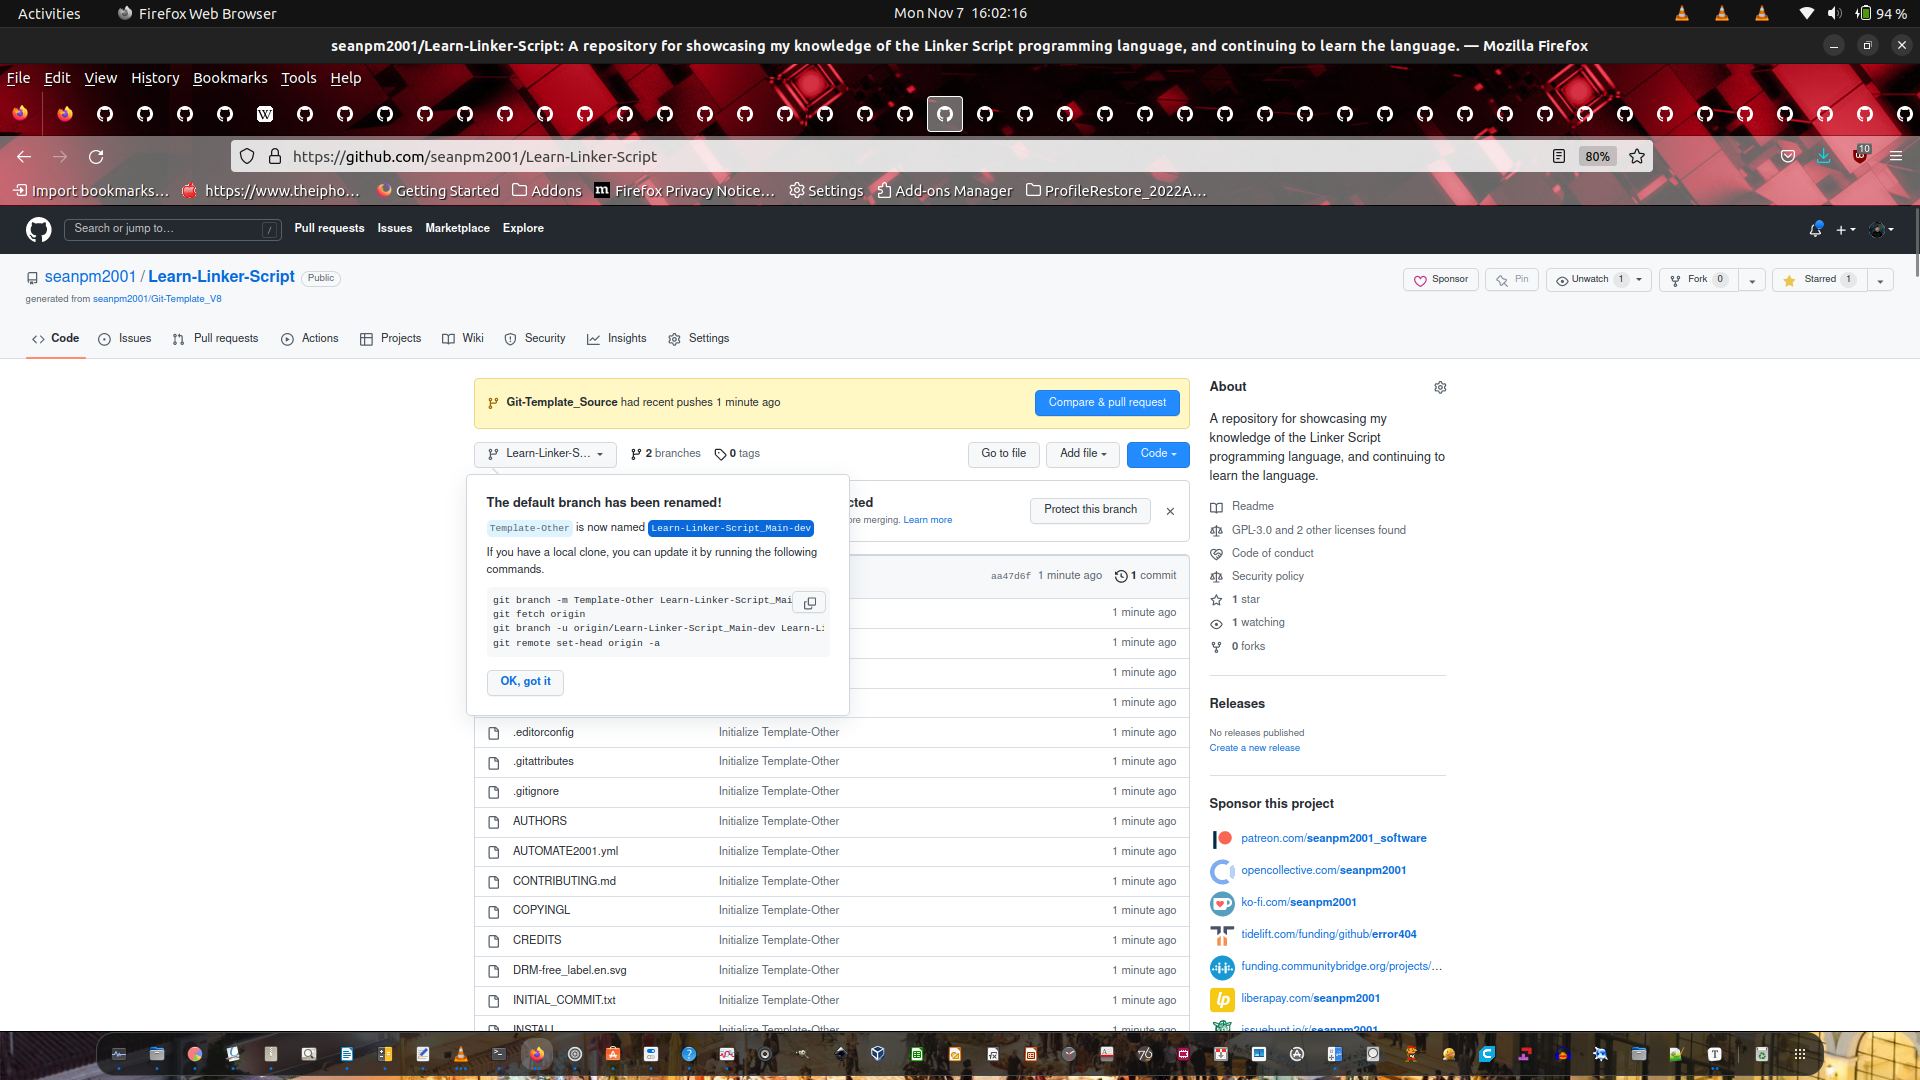 Activities
Firefox Web Browser
Mon Nov 7  16:02:16
94 %
seanpm2001/Learn-Linker-Script: A repository for showcasing my knowledge of the Linker Script programming language, and continuing to learn the language. — Mozilla Firefox
File Edit View History Bookmarks Tools Help
https://github.com/seanpm2001/Learn-Linker-Script
80%
10
Import bookmarks… https://www.theipho… Getting Started Addons Firefox Privacy Notice… Settings Add-ons Manager ProfileRestore_2022A…
Search or jump to… /
Pull requests Issues Marketplace Explore
seanpm2001 / Learn-Linker-Script Public
generated from seanpm2001/Git-Template_V8
Sponsor Pin Unwatch 1 Fork 0 Starred 1
Code Issues Pull requests Actions Projects Wiki Security Insights Settings
Git-Template_Source had recent pushes 1 minute ago
Compare & pull request
Learn-Linker-S… 2 branches 0 tags
Go to file Add file Code
The default branch has been renamed!
Template-Other is now named Learn-Linker-Script_Main-dev
If you have a local clone, you can update it by running the following
commands.
git branch -m Template-Other Learn-Linker-Script_Mai
git fetch origin
git branch -u origin/Learn-Linker-Script_Main-dev Learn-Li
git remote set-head origin -a
OK, got it
cted
ore merging. Learn more
Protect this branch
aa47d6f 1 minute ago 1 commit
1 minute ago
1 minute ago
1 minute ago
1 minute ago
.editorconfig Initialize Template-Other 1 minute ago
.gitattributes Initialize Template-Other 1 minute ago
.gitignore Initialize Template-Other 1 minute ago
AUTHORS Initialize Template-Other 1 minute ago
AUTOMATE2001.yml Initialize Template-Other 1 minute ago
CONTRIBUTING.md Initialize Template-Other 1 minute ago
COPYINGL Initialize Template-Other 1 minute ago
CREDITS Initialize Template-Other 1 minute ago
DRM-free_label.en.svg Initialize Template-Other 1 minute ago
INITIAL_COMMIT.txt Initialize Template-Other 1 minute ago
INSTALL Initialize Template-Other 1 minute ago
About
A repository for showcasing my
knowledge of the Linker Script
programming language, and continuing to
learn the language.
Readme
GPL-3.0 and 2 other licenses found
Code of conduct
Security policy
1 star
1 watching
0 forks
Releases
No releases published
Create a new release
Sponsor this project
patreon.com/seanpm2001_software
opencollective.com/seanpm2001
ko-fi.com/seanpm2001
tidelift.com/funding/github/error404
funding.communitybridge.org/projects/…
liberapay.com/seanpm2001
issuehunt.io/r/seanpm2001